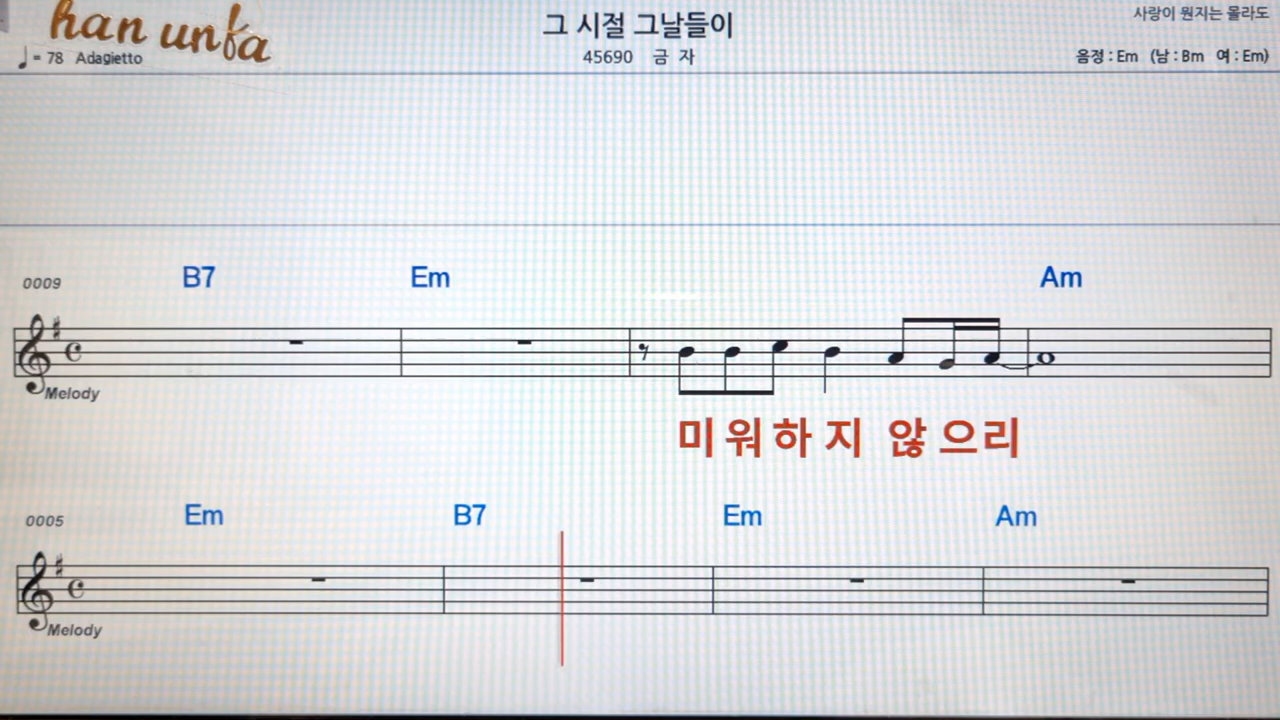 han unfa
그 시절 그날들이
사랑이 뭔지는 몰라도
= 78 Adagietto
45690 금 자
음정 : Em (남 : Bm 여 : Em)
0009 B7 Em Am
Melody
미워하지 않으리
0005 Em B7 Em Am
Melody